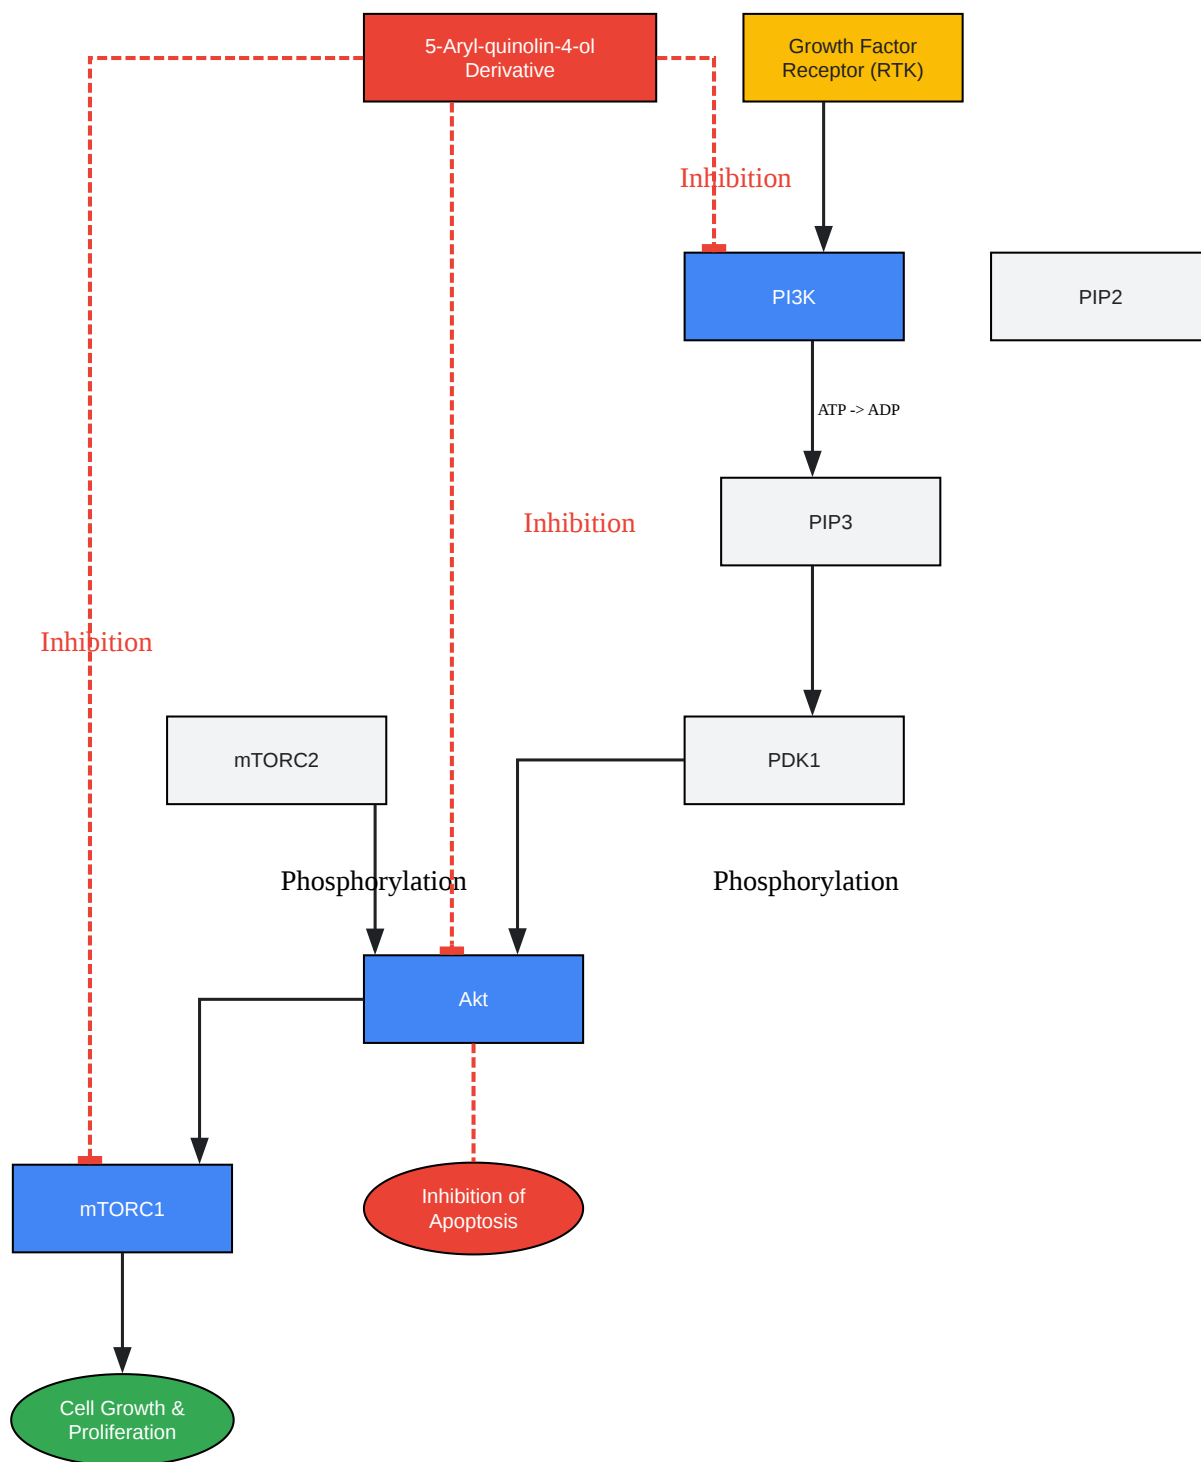 5-Aryl-quinolin-4-ol
Derivative
Growth Factor
Receptor (RTK)
Inhibition
PI3K
PIP2
ATP -> ADP
PIP3
Inhibition
Inhibition
mTORC2
PDK1
Phosphorylation
Phosphorylation
Akt
mTORC1
Inhibition of
Apoptosis
Cell Growth &
Proliferation